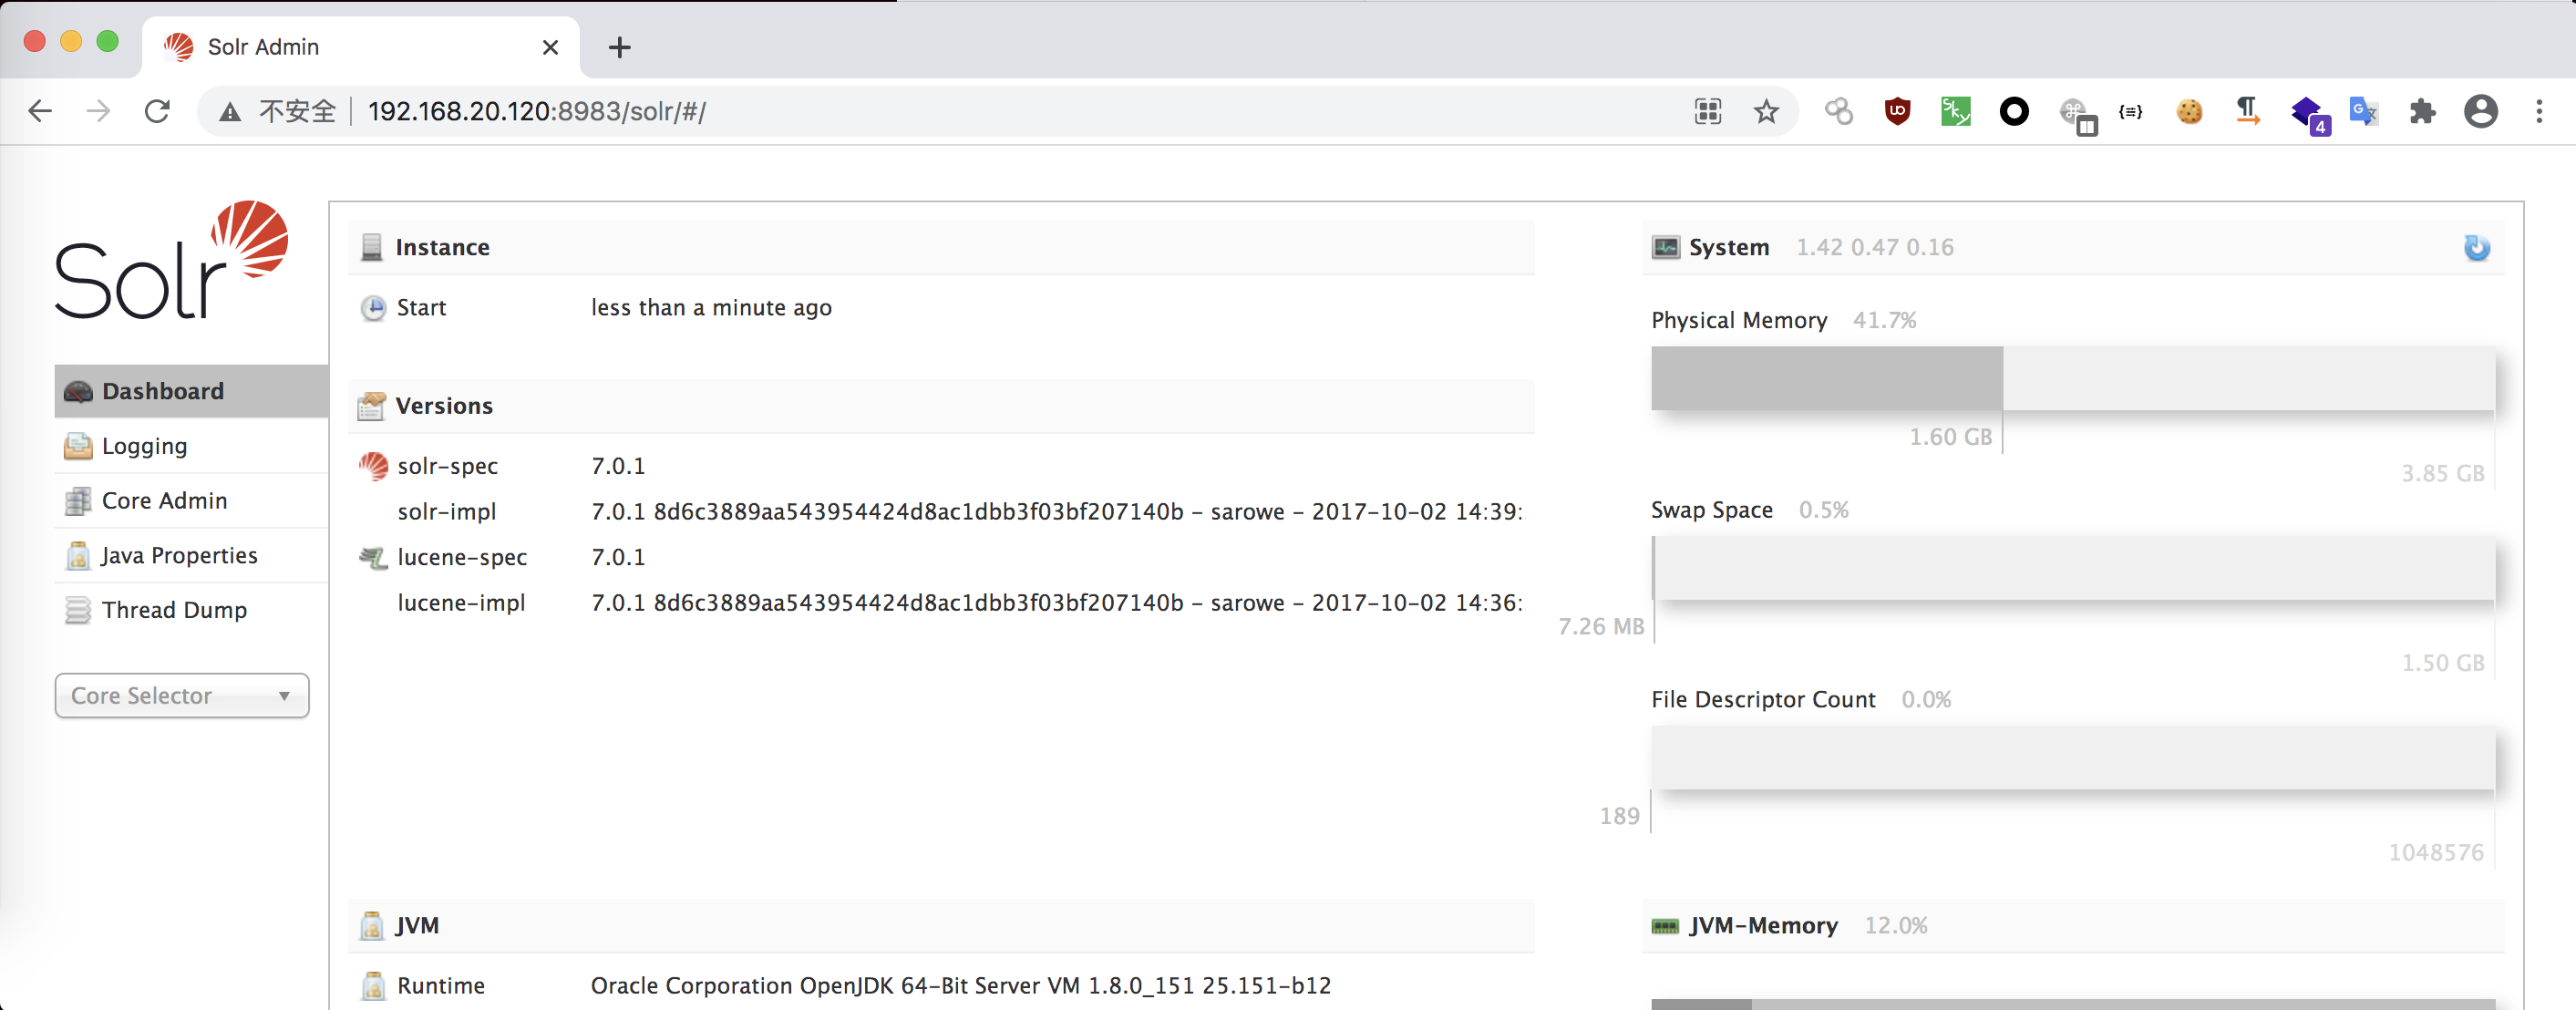 Solr Admin
不安全 192.168.20.120:8983/solr/#/
4
Solr
Dashboard
Logging
Core Admin
Java Properties
Thread Dump
Core Selector
Instance
Start less than a minute ago
Versions
solr-spec 7.0.1
solr-impl 7.0.1 8d6c3889aa543954424d8ac1dbb3f03bf207140b - sarowe - 2017-10-02 14:39:
lucene-spec 7.0.1
lucene-impl 7.0.1 8d6c3889aa543954424d8ac1dbb3f03bf207140b - sarowe - 2017-10-02 14:36:
JVM
Runtime Oracle Corporation OpenJDK 64-Bit Server VM 1.8.0_151 25.151-b12
System 1.42 0.47 0.16
Physical Memory 41.7%
1.60 GB
3.85 GB
Swap Space 0.5%
7.26 MB
1.50 GB
File Descriptor Count 0.0%
189
1048576
JVM-Memory 12.0%